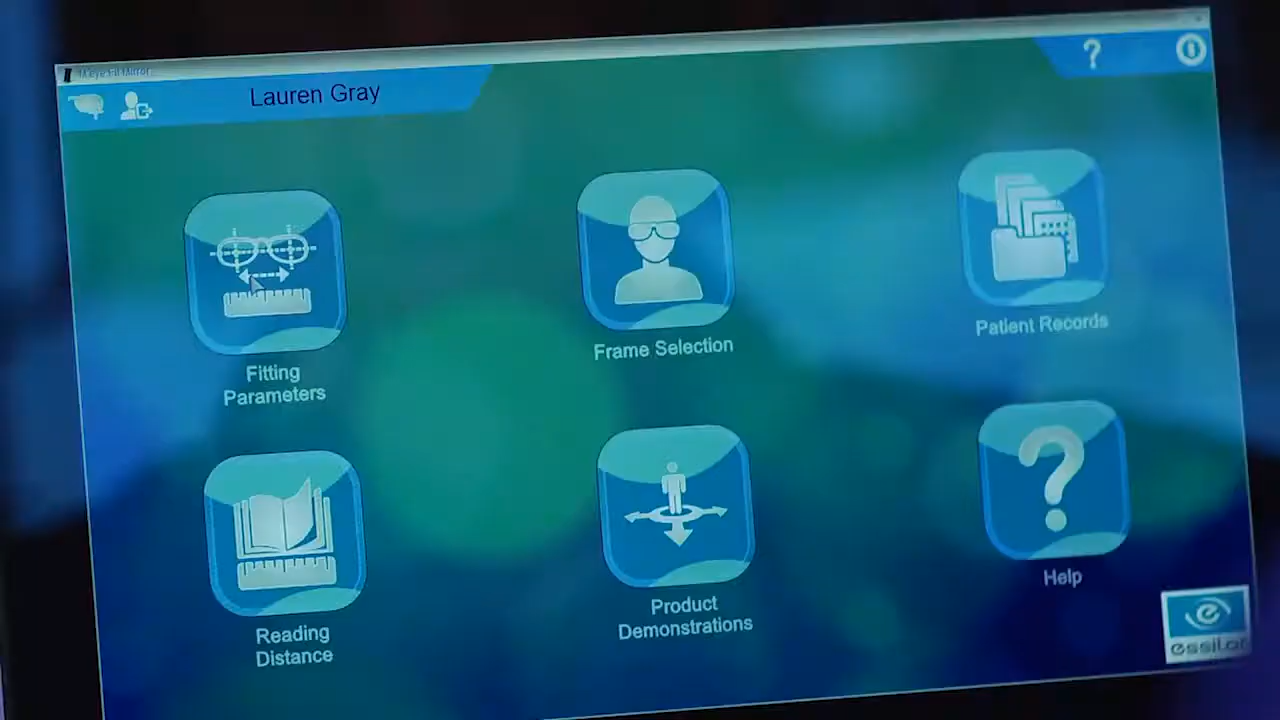 Lauren Gray
?
Fitting
Parameters
Frame Selection
Patient Records
Reading
Distance
Product
Demonstrations
?
Help
e
essilor